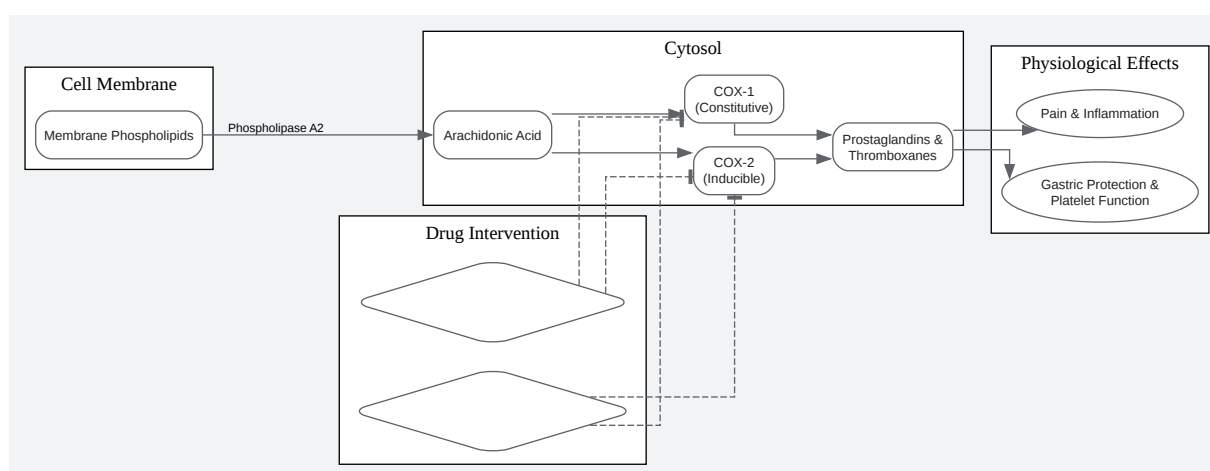 Cell Membrane
Membrane Phospholipids
Phospholipase A2
Cytosol
Arachidonic Acid
COX-1
(Constitutive)
COX-2
(Inducible)
Prostaglandins &
Thromboxanes
Physiological Effects
Pain & Inflammation
Gastric Protection &
Platelet Function
Drug Intervention